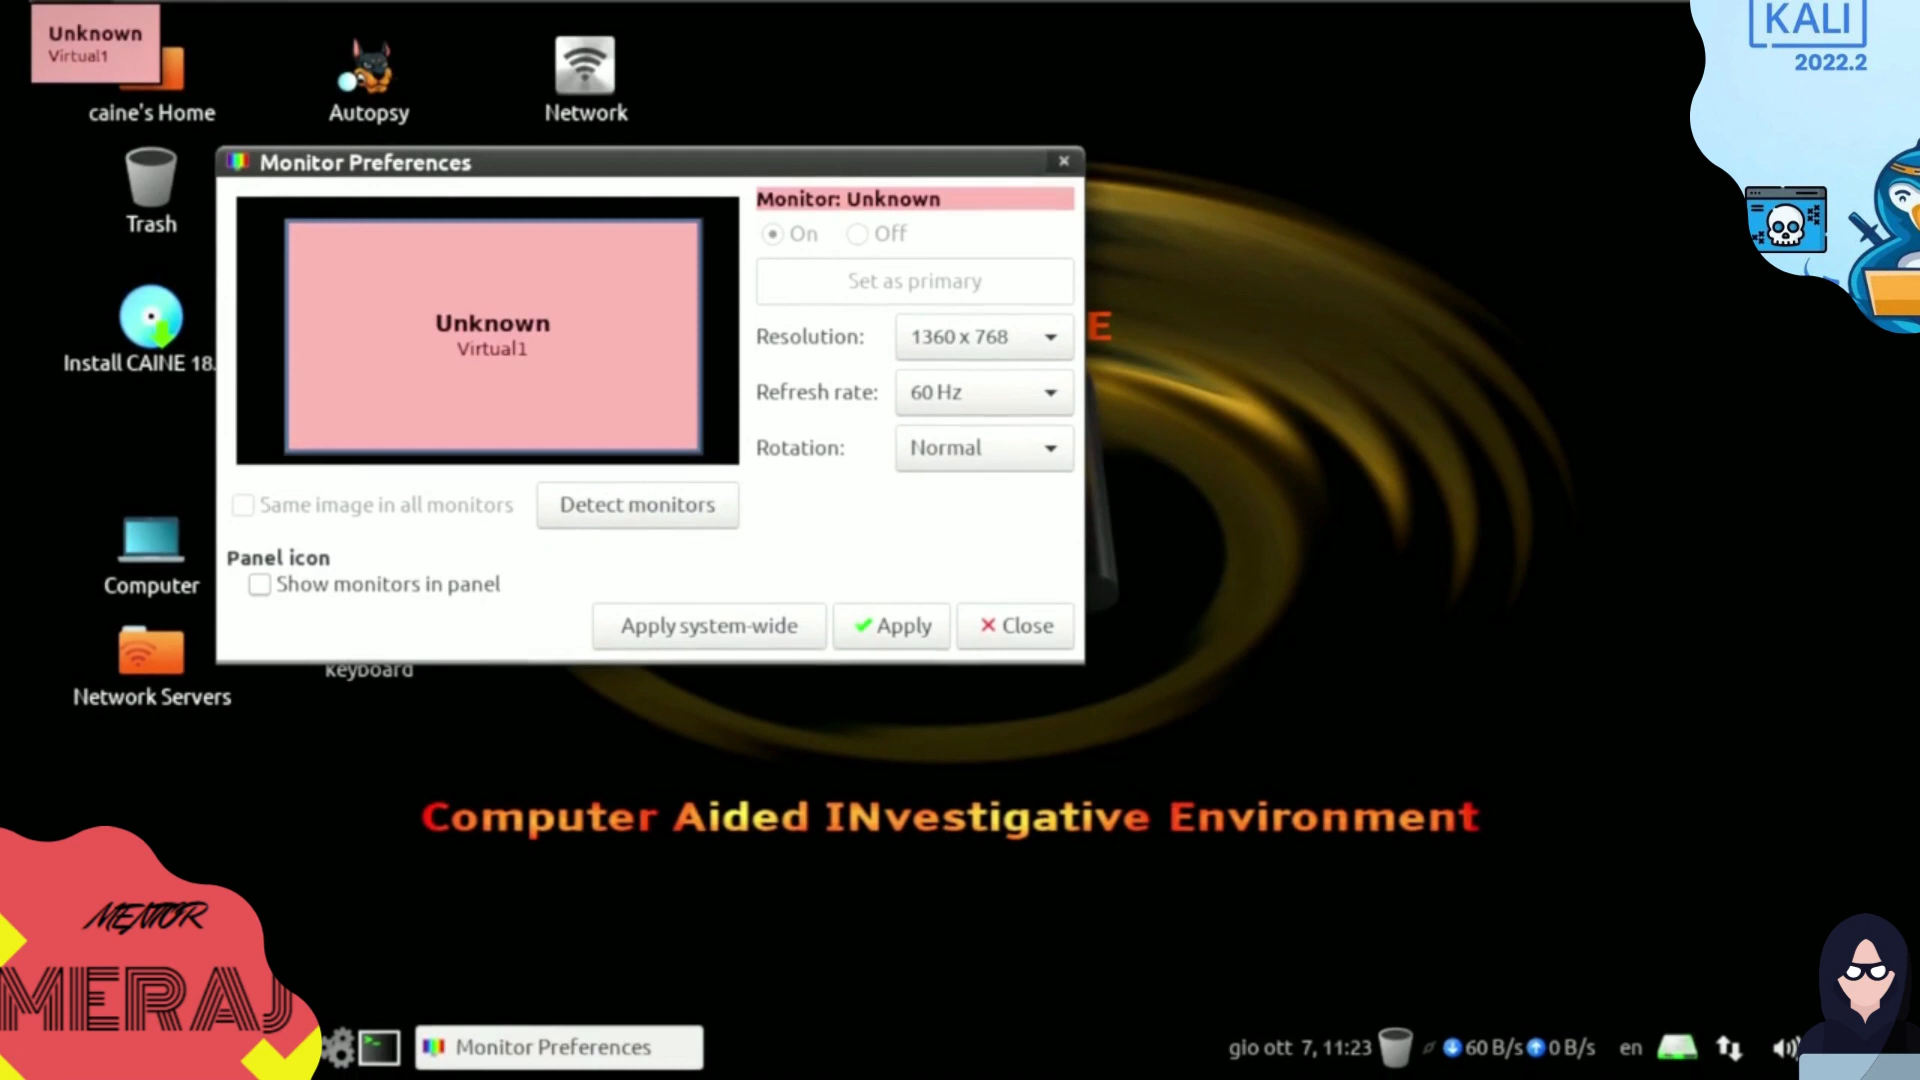 Unknown
Virtual1
caine's Home
Autopsy
Network
KALI
2022.2
Trash
Install CAINE 18.
Computer
Network Servers
Monitor Preferences
Unknown
Virtual1
Monitor: Unknown
On Off
Set as primary
Resolution: 1360 x 768
Refresh rate: 60 Hz
Rotation: Normal
Same image in all monitors Detect monitors
Panel icon
Show monitors in panel
Apply system-wide Apply Close
E
keyboard
Computer Aided INvestigative Environment
MENTOR
MERAJ
Monitor Preferences
gio ott 7, 11:23 60 B/s 0 B/s en